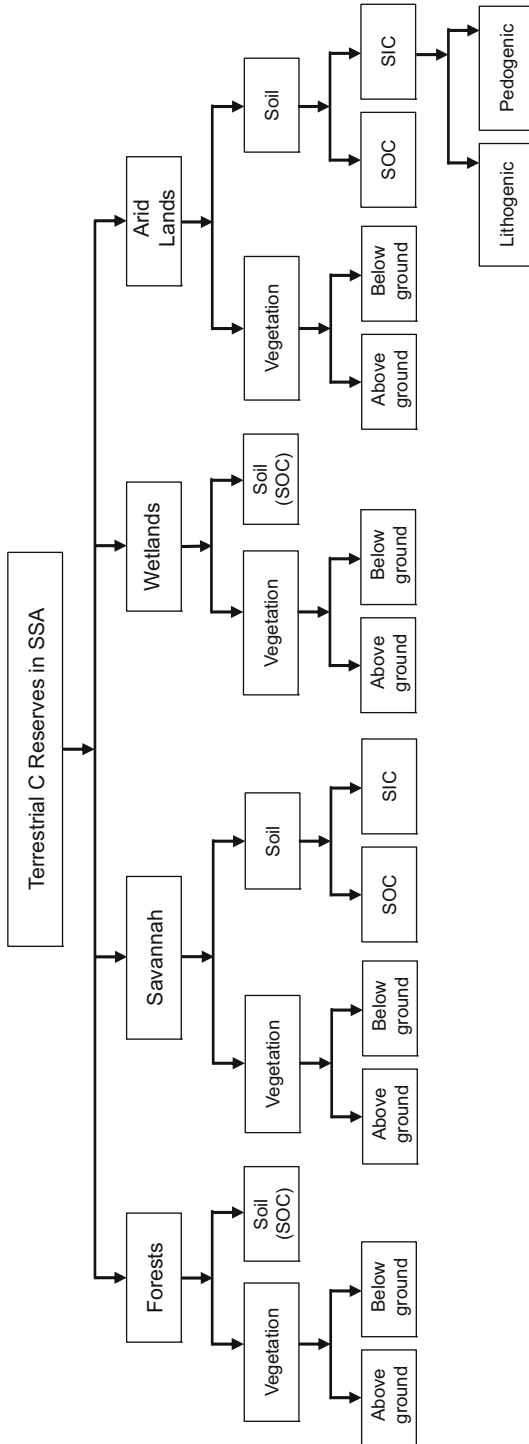 Terrestrial C Reserves in SSA
Forests
Savannah
Wetlands
Arid
Lands
Vegetation
Soil
(SOC)
Vegetation
Soil
Vegetation
Soil
(SOC)
Vegetation
Soil
Above
ground
Below
ground
Above
ground
Below
ground
SOC
SIC
Above
ground
Below
ground
Above
ground
Below
ground
SOC
SIC
Lithogenic
Pedogenic